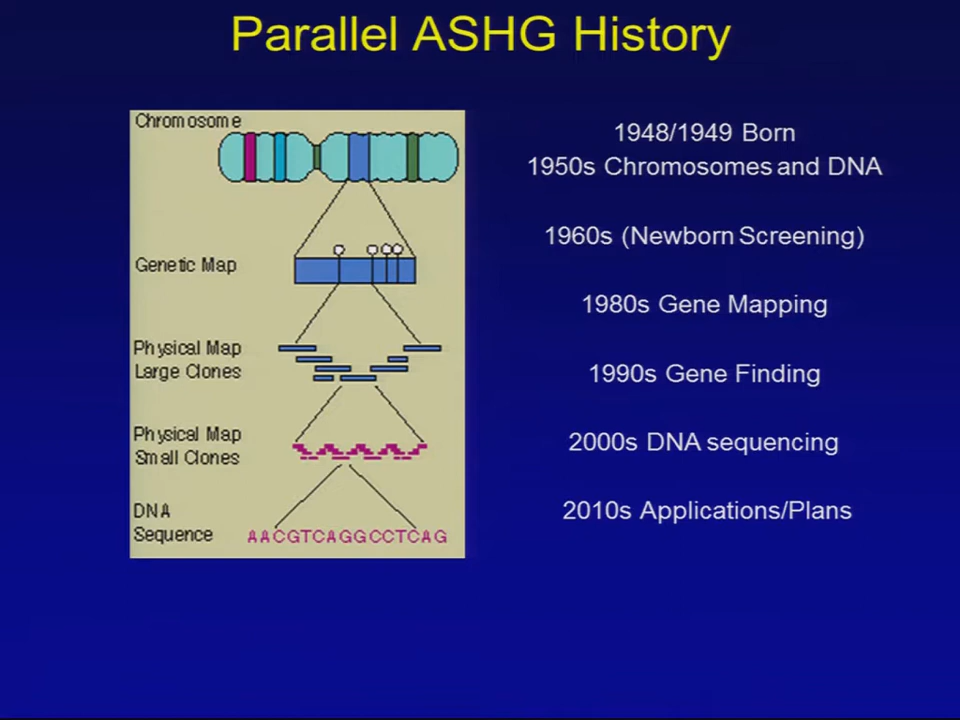 Parallel ASHG History
Chromosome
Genetic Map
Physical Map
Large Clones
Physical Map
Small Clones
DNA
Sequence
AACGTCAGGCCTCAG
1948/1949 Born
1950s Chromosomes and DNA
1960s (Newborn Screening)
1980s Gene Mapping
1990s Gene Finding
2000s DNA sequencing
2010s Applications/Plans